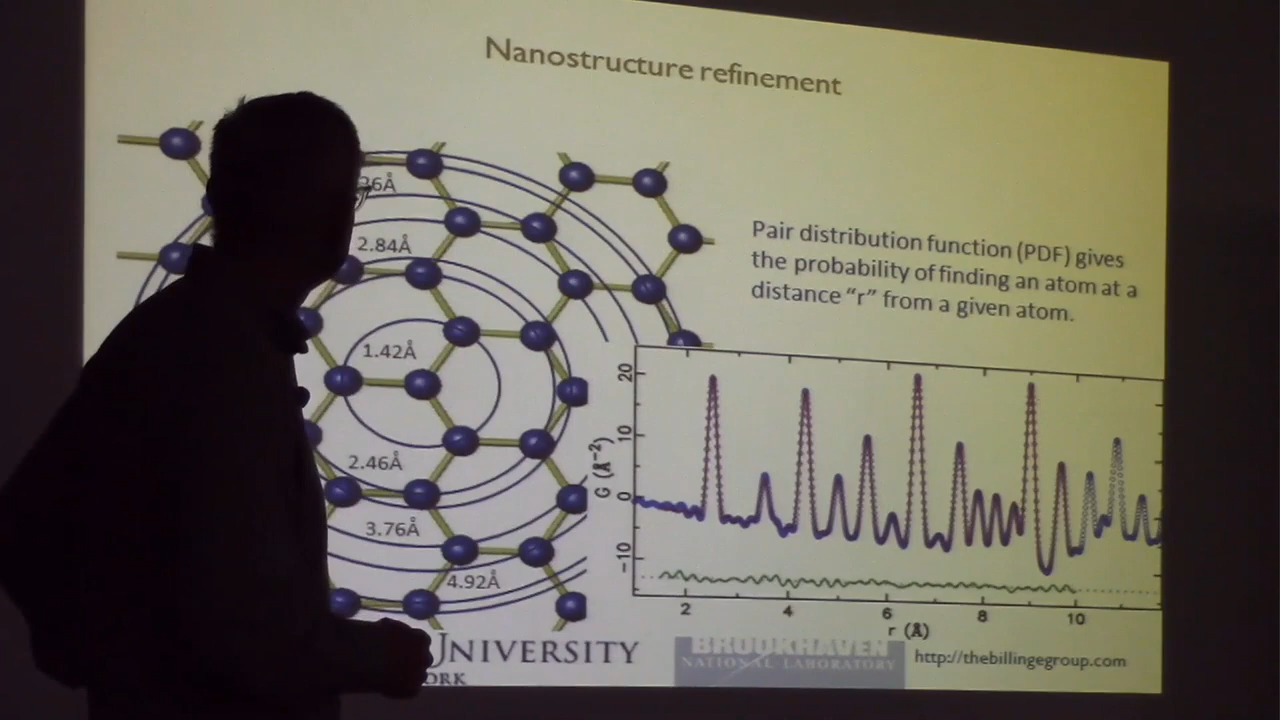 Nanostructure refinement
36Å
2.84Å
1.42Å
2.46Å
3.76Å
4.92Å
Pair distribution function (PDF) gives
the probability of finding an atom at a
distance “r” from a given atom.
20
10
0
−10
G (Å⁻²)
2 4 6 8 10
r (Å)
UNIVERSITY
ORK
BROOKHAVEN
NATIONAL LABORATORY
http://thebillingegroup.com